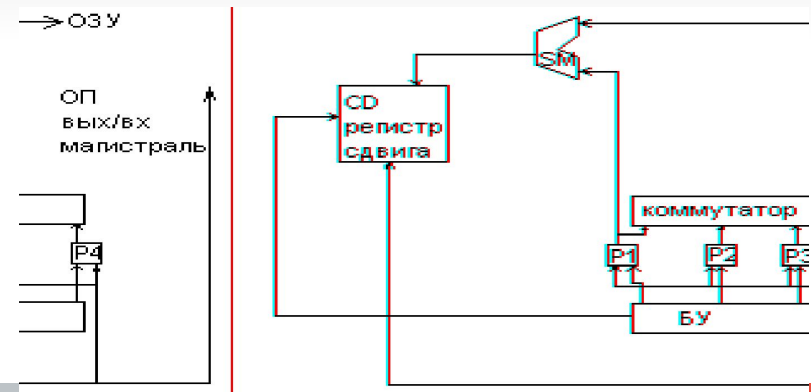 ОЗУ
ОП
вых/вх
магистраль
P4
SM
CD
регистр
сдвига
коммутатор
P1
P2
P3
БУ